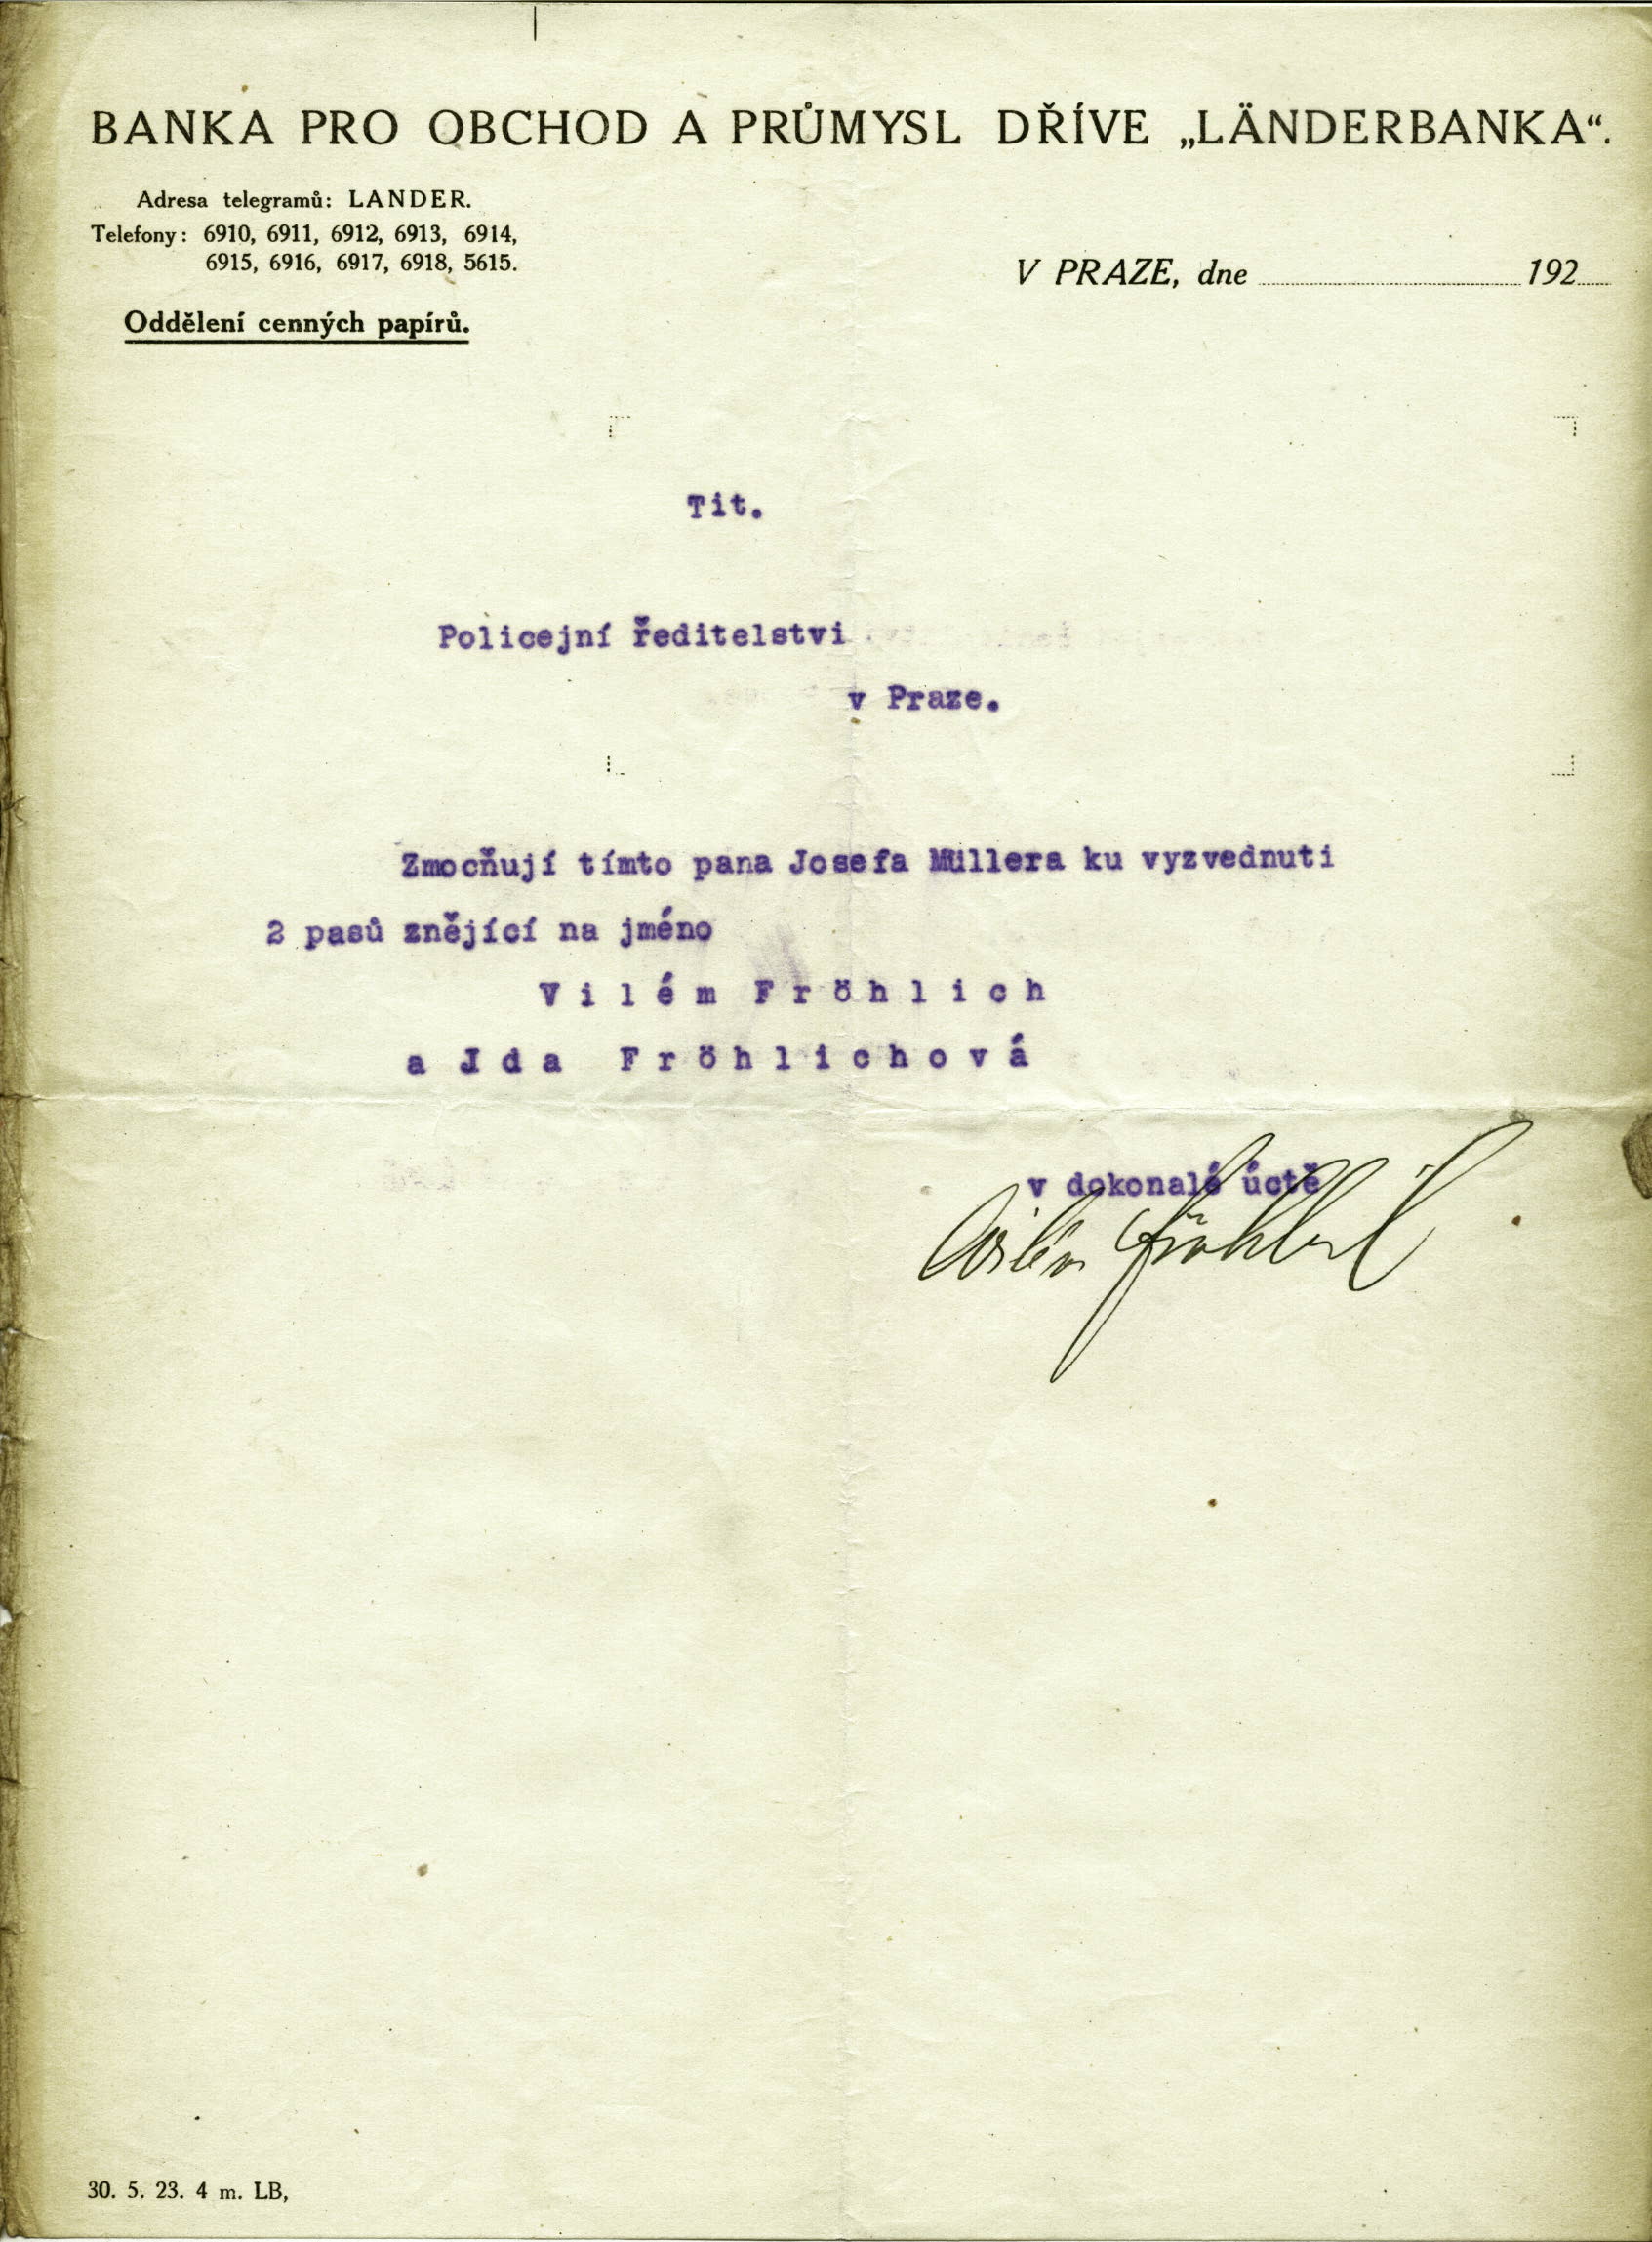 BANKA PRO OBCHOD A PRŮMYSL DŘÍVE „LÄNDERBANKA“.
Adresa telegramů: LANDER.
Telefony: 6910, 6911, 6912, 6913, 6914,
6915, 6916, 6917, 6918, 5615.
V PRAZE, dne 192
Oddělení cenných papírů.
Tit.
Policejní ředitelstvi
v Praze.
Zmocňují tímto pana Josefa Müllera ku vyzvednuti
2 pasů znějící na jméno
Vilém Fröhlich
a Jda Fröhlichová
v dokonalé úctě
Vilém Fröhlich
30. 5. 23. 4 m. LB,